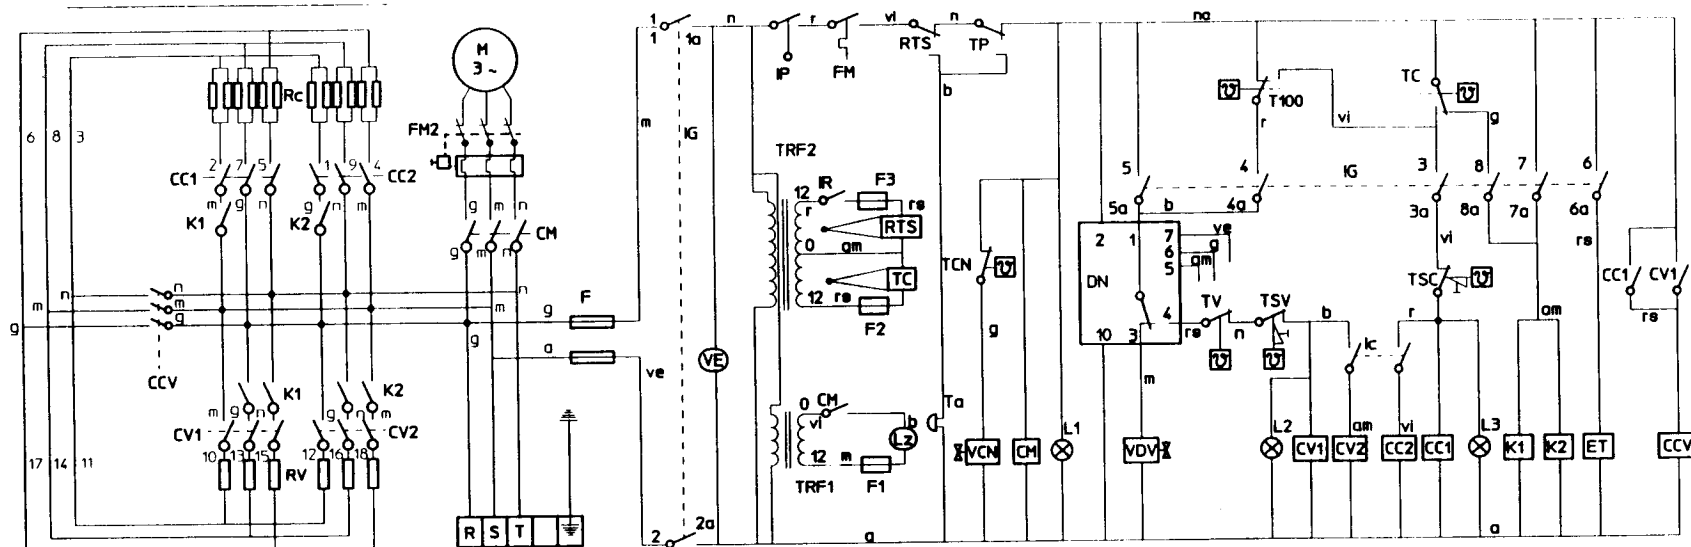 1 n r vi n na
1 1a RTS TP
IP FM
M
3 ~
Rc
FM2
6 8 3
m
IG
b
T100
TC
vi g
r
TRF2
2 7 5 1 9 4
CC1 CC2
m g n g m
K1 K2
g m n
CM
g m n
12 IR F3
r rs
RTS
0 am
TC
12 rs F2
5 4 3 8 7 6
IG
5a b 4a 3a 8a 7a 6a
2 1 7 ve
6 g
5 am
DN
10 3 4 rs
vi rs
TCN
TSC
CC1 CV1
rs
n n n
m m m
g g
g F
g
a
CCV
ve
VE
TV n TSV b r am
Ic
g
m
K1 K2
m g n g n m
CV1 CV2
10 13 15 12 16 18
17 14 11
RV
0 CM
vi b
Lz
12 m F1
TRF1
Ta
VCN CM L1
VDV
L2 CV1 am CV2 vi CC2 CC1 L3 K1 K2 ET CCV
R S T
2 2a a a